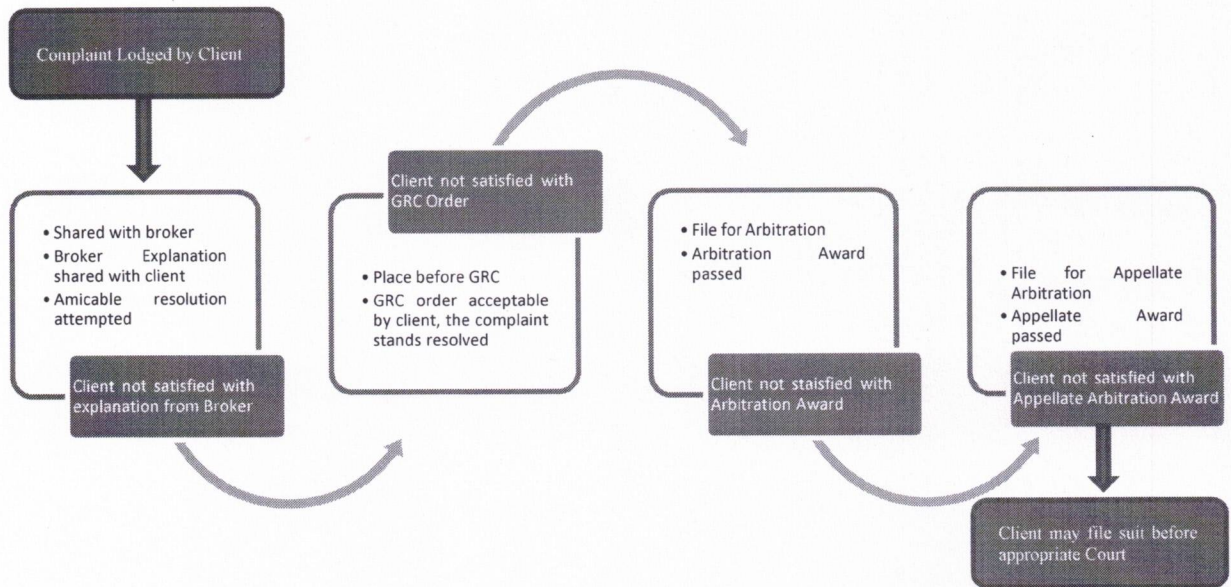 Complaint Lodged by Client
• Shared with broker
• Broker Explanation
shared with client
• Amicable resolution
attempted
Client not satisfied with
explanation from Broker
Client not satisfied with
GRC Order
• Place before GRC
• GRC order acceptable
by client, the complaint
stands resolved
• File for Arbitration
• Arbitration Award
passed
Client not staisfied with
Arbitration Award
• File for Appellate
Arbitration
• Appellate Award
passed
Client not satisfied with
Appellate Arbitration Award
Client may file suit before
appropriate Court